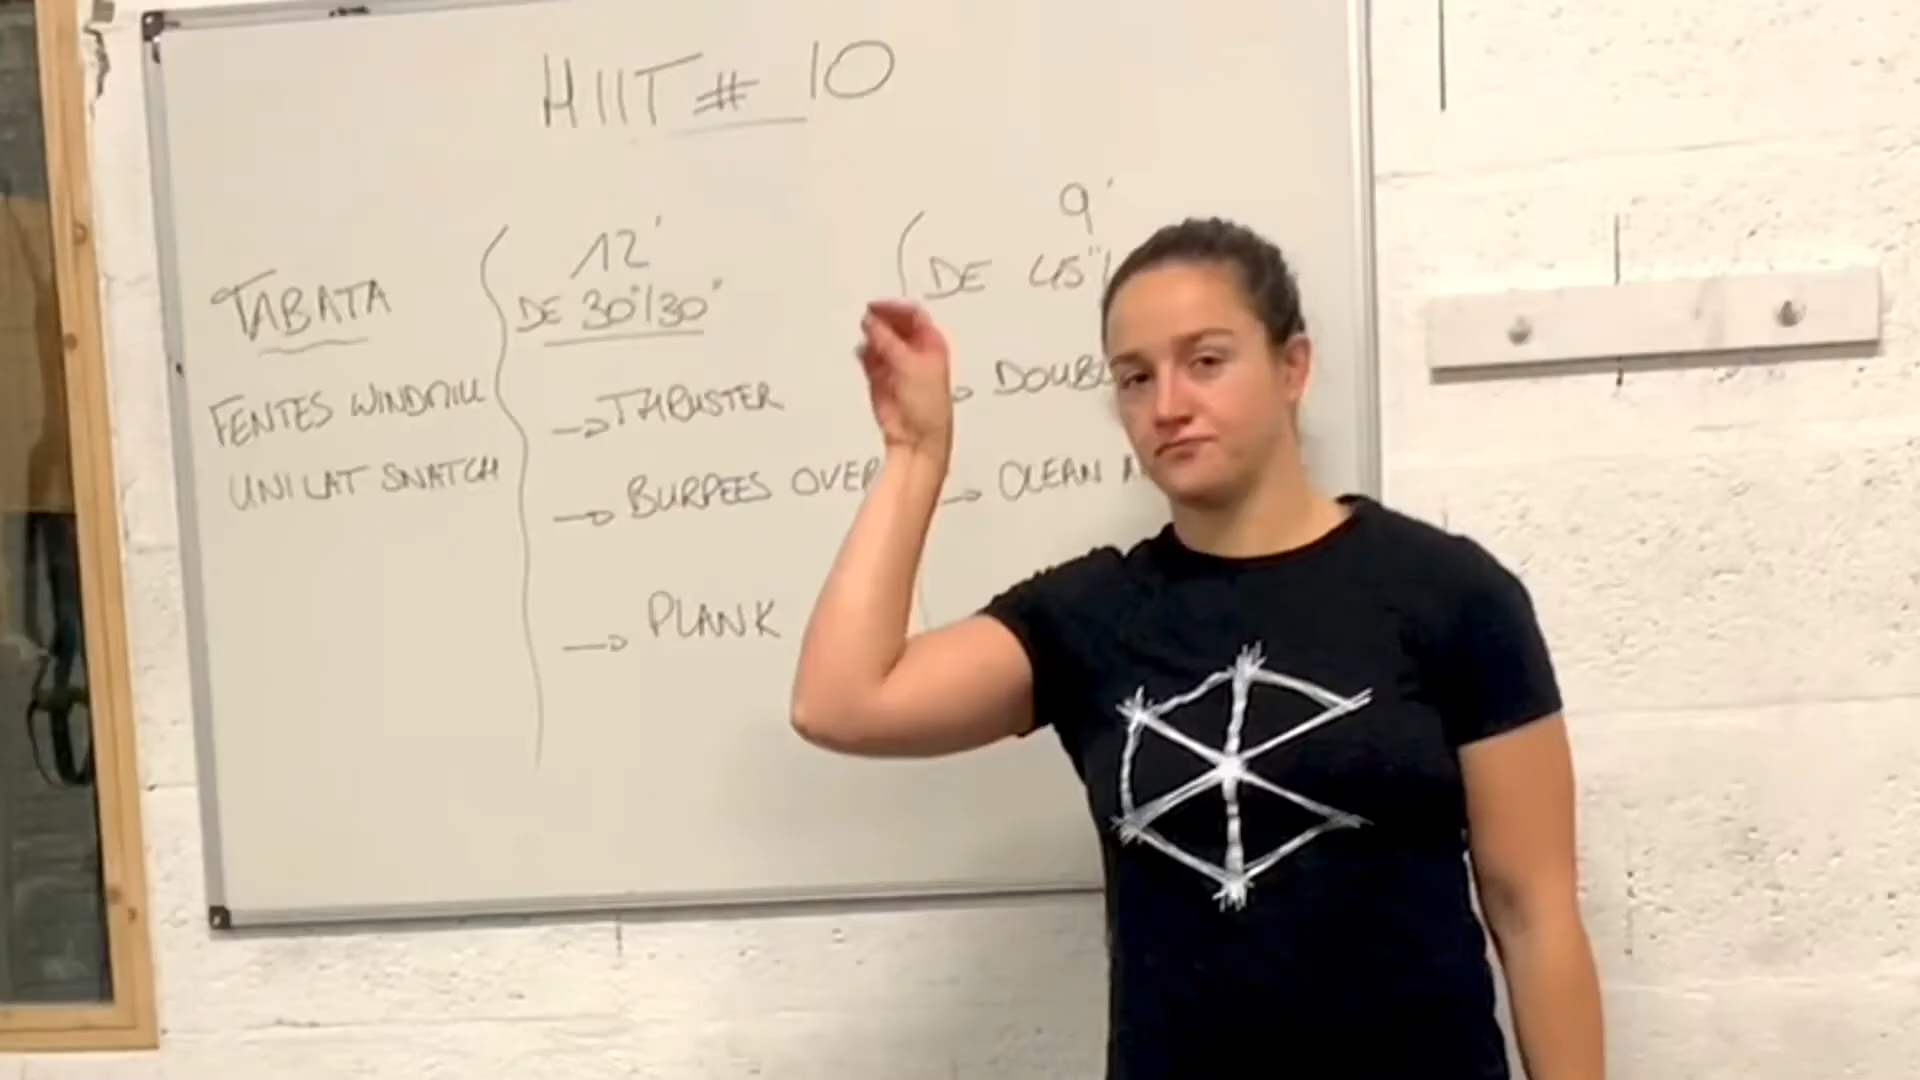 HIIT # 10
TABATA
FENTES WINDMILL
UNILAT SNATCH
12'
DE 30"/30"
→ THRUSTER
→ BURPEES OVER
→ PLANK
9'
DE 45"/
→ CLEAN